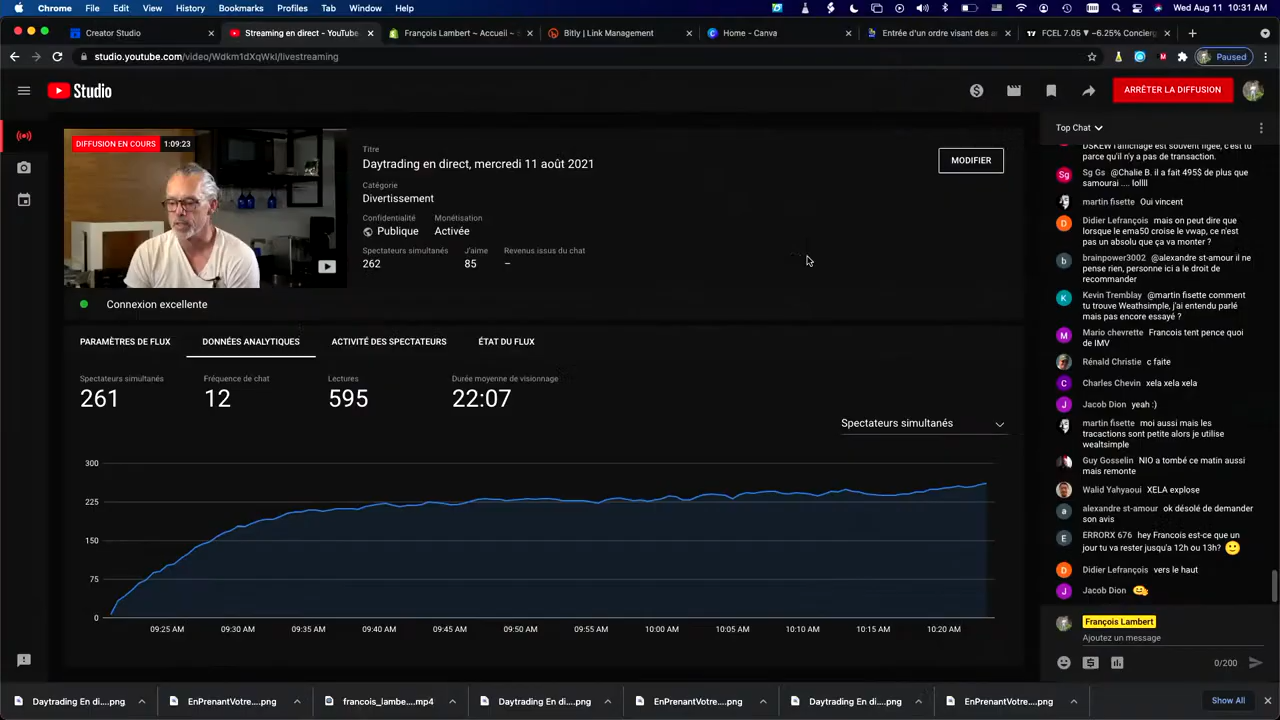 Chrome File Edit View History Bookmarks Profiles Tab Window Help
Wed Aug 11 10:31 AM
Creator Studio
Streaming en direct - YouTube
François Lambert ~ Accueil ~
Bitly | Link Management
Home - Canva
Entrée d'un ordre visant des a
FCEL 7.05 ▼ −6.25% Concierg
studio.youtube.com/video/Wdkm1dXqWkI/livestreaming
Paused
Studio
ARRÊTER LA DIFFUSION
DIFFUSION EN COURS 1:09:23
Titre
Daytrading en direct, mercredi 11 août 2021
MODIFIER
Catégorie
Divertissement
Confidentialité Monétisation
Publique Activée
Spectateurs simultanés J'aime Revenus issus du chat
262 85 –
Connexion excellente
PARAMÈTRES DE FLUX DONNÉES ANALYTIQUES ACTIVITÉ DES SPECTATEURS ÉTAT DU FLUX
Spectateurs simultanés Fréquence de chat Lectures Durée moyenne de visionnage
261 12 595 22:07
Spectateurs simultanés
300
225
150
75
0
09:25 AM 09:30 AM 09:35 AM 09:40 AM 09:45 AM 09:50 AM 09:55 AM 10:00 AM 10:05 AM 10:10 AM 10:15 AM 10:20 AM
Top Chat
DSKEW l'affichage est souvent figée, c'est tu
parce qu'il n'y a pas de transaction.
Sg Gs @Chalie B. il a fait 495$ de plus que
samourai .... lollll
martin fisette Oui vincent
Didier Lefrançois mais on peut dire que
lorsque le ema50 croise le vwap, ce n'est
pas un absolu que ça va monter ?
brainpower3002 @alexandre st-amour il ne
pense rien, personne ici a le droit de
recommander
Kevin Tremblay @martin fisette comment
tu trouve Weathsimple, j'ai entendu parlé
mais pas encore essayé ?
Mario chevrette Francois tent pence quoi
de IMV
Rénald Christie c faite
Charles Chevin xela xela xela
Jacob Dion yeah :)
martin fisette moi aussi mais les
tracactions sont petite alors je utilise
wealtsimple
Guy Gosselin NIO a tombé ce matin aussi
mais remonte
Walid Yahyaoui XELA explose
alexandre st-amour ok désolé de demander
son avis
ERRORX 676 hey Francois est-ce que un
jour tu va rester jusqu'a 12h ou 13h? 🙂
Didier Lefrançois vers le haut
Jacob Dion
François Lambert
Ajoutez un message
0/200
Daytrading En di....png
EnPrenantVotre....png
francois_lambe....mp4
Daytrading En di....png
EnPrenantVotre....png
Daytrading En di....png
EnPrenantVotre....png
Show All